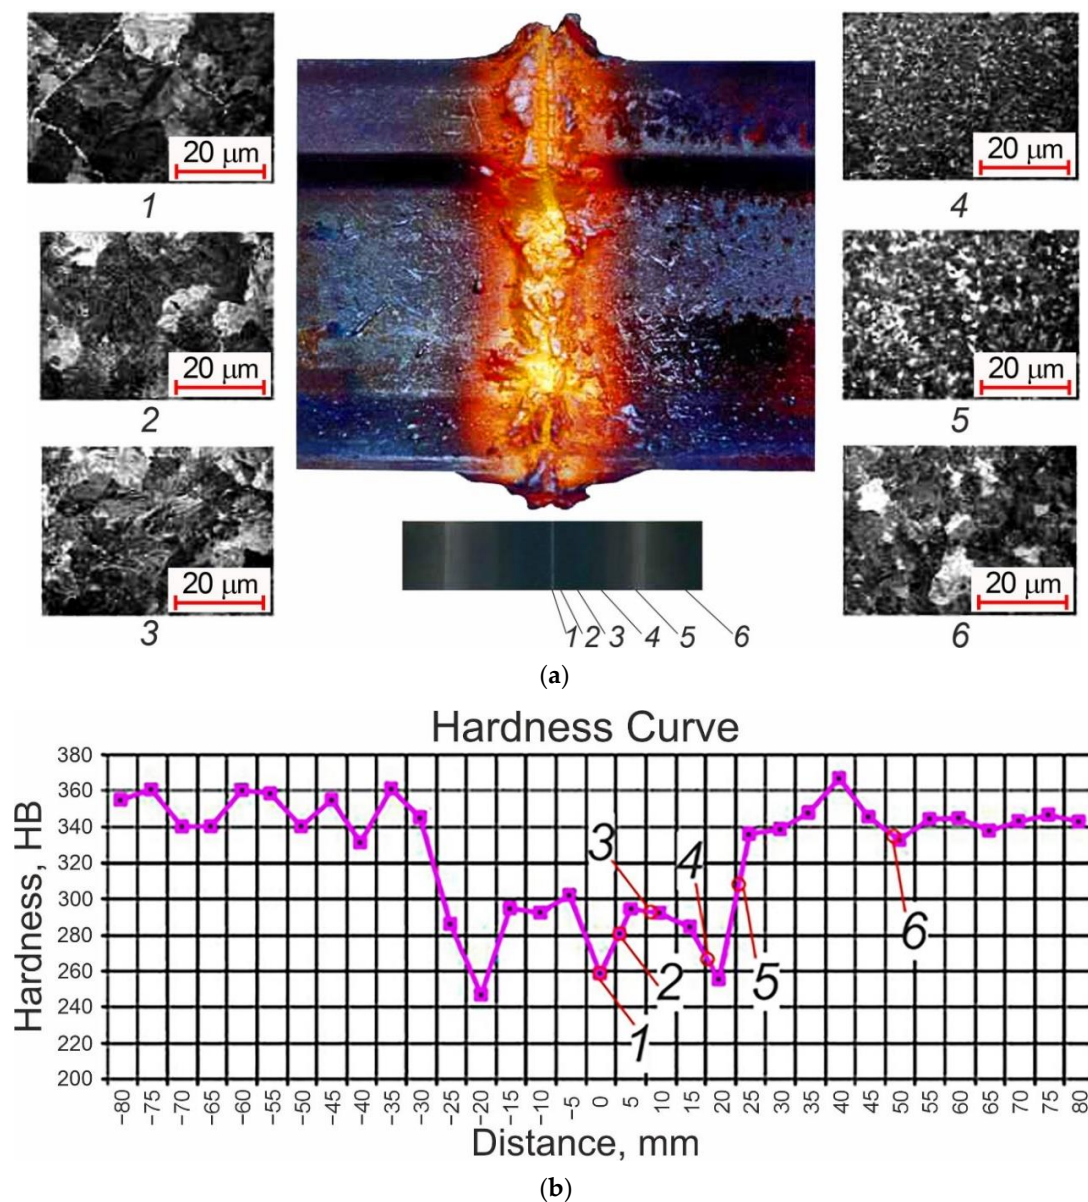 20 μm
1
20 μm
2
20 μm
3
20 μm
4
20 μm
5
20 μm
6
1 2 3 4 5 6
(a)
Hardness Curve
Hardness, HB
380
360
340
320
300
280
260
240
220
200
3
4
2
1
5
6
−80 −75 −70 −65 −60 −55 −50 −45 −40 −35 −30 −25 −20 −15 −10 −5 0 5 10 15 20 25 30 35 40 45 50 55 60 65 70 75 80
Distance, mm
(b)